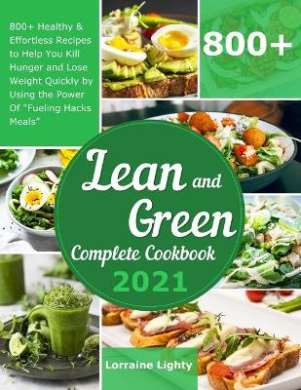 800+ Healthy &
Effortless Recipes
to Help You Kill
Hunger and Lose
Weight Quickly by
Using the Power
Of "Fueling Hacks
Meals”
800+
Lean and
Green
Complete Cookbook
2021
Lorraine Lighty